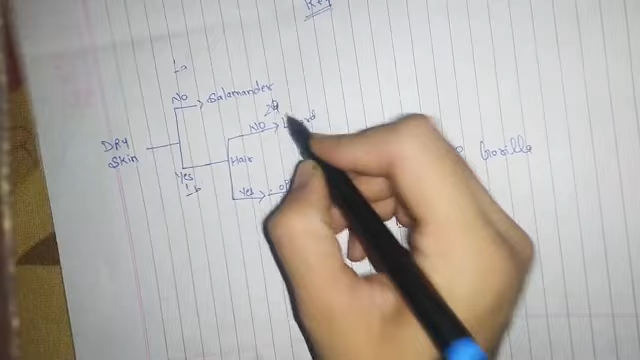 Key
1a
NO → Salamander
2a
NO →
DRY
Skin
Hair
Yes
1b
Yes →
Gorilla